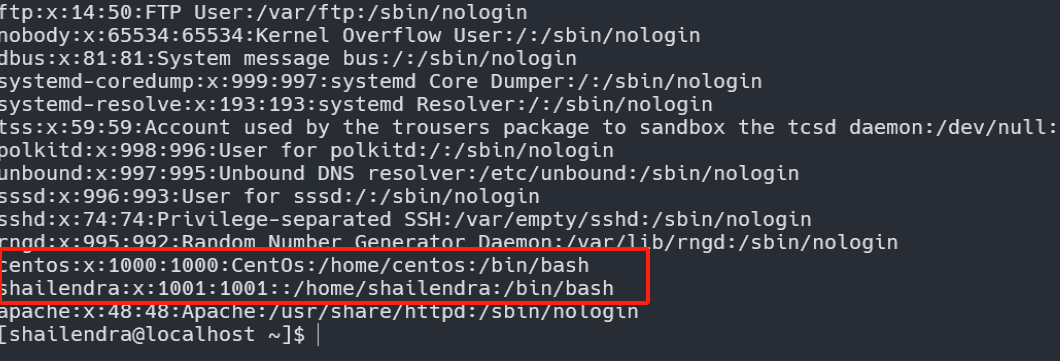 ftp:x:14:50:FTP User:/var/ftp:/sbin/nologin
nobody:x:65534:65534:Kernel Overflow User:/:/sbin/nologin
dbus:x:81:81:System message bus:/:/sbin/nologin
systemd-coredump:x:999:997:systemd Core Dumper:/:/sbin/nologin
systemd-resolve:x:193:193:systemd Resolver:/:/sbin/nologin
tss:x:59:59:Account used by the trousers package to sandbox the tcsd daemon:/dev/null:
polkitd:x:998:996:User for polkitd:/:/sbin/nologin
unbound:x:997:995:Unbound DNS resolver:/etc/unbound:/sbin/nologin
sssd:x:996:993:User for sssd:/:/sbin/nologin
sshd:x:74:74:Privilege-separated SSH:/var/empty/sshd:/sbin/nologin
rngd:x:995:992:Random Number Generator Daemon:/var/lib/rngd:/sbin/nologin
centos:x:1000:1000:CentOs:/home/centos:/bin/bash
shailendra:x:1001:1001::/home/shailendra:/bin/bash
apache:x:48:48:Apache:/usr/share/httpd:/sbin/nologin
[shailendra@localhost ~]$